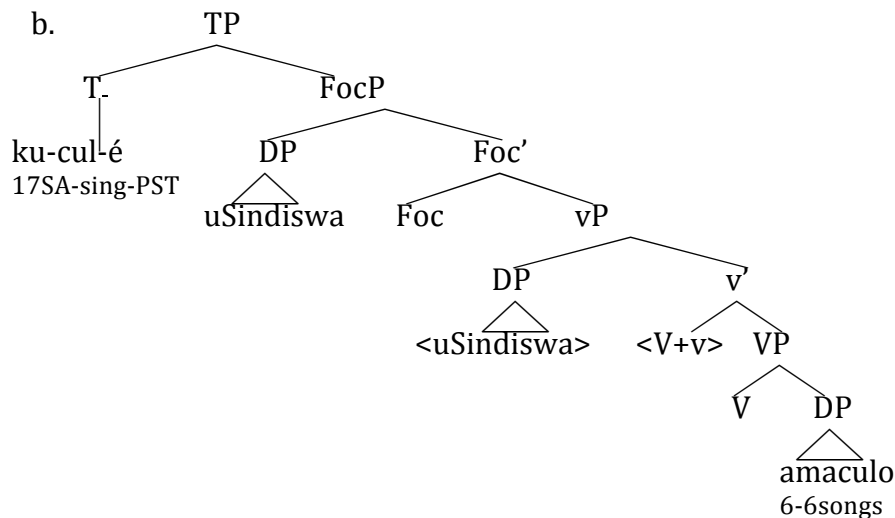 b. TP
T- FocP
ku-cul-é DP Foc’
17SA-sing-PST
uSindiswa Foc vP
DP v’
<uSindiswa> <V+v> VP
V DP
amaculo
6-6songs